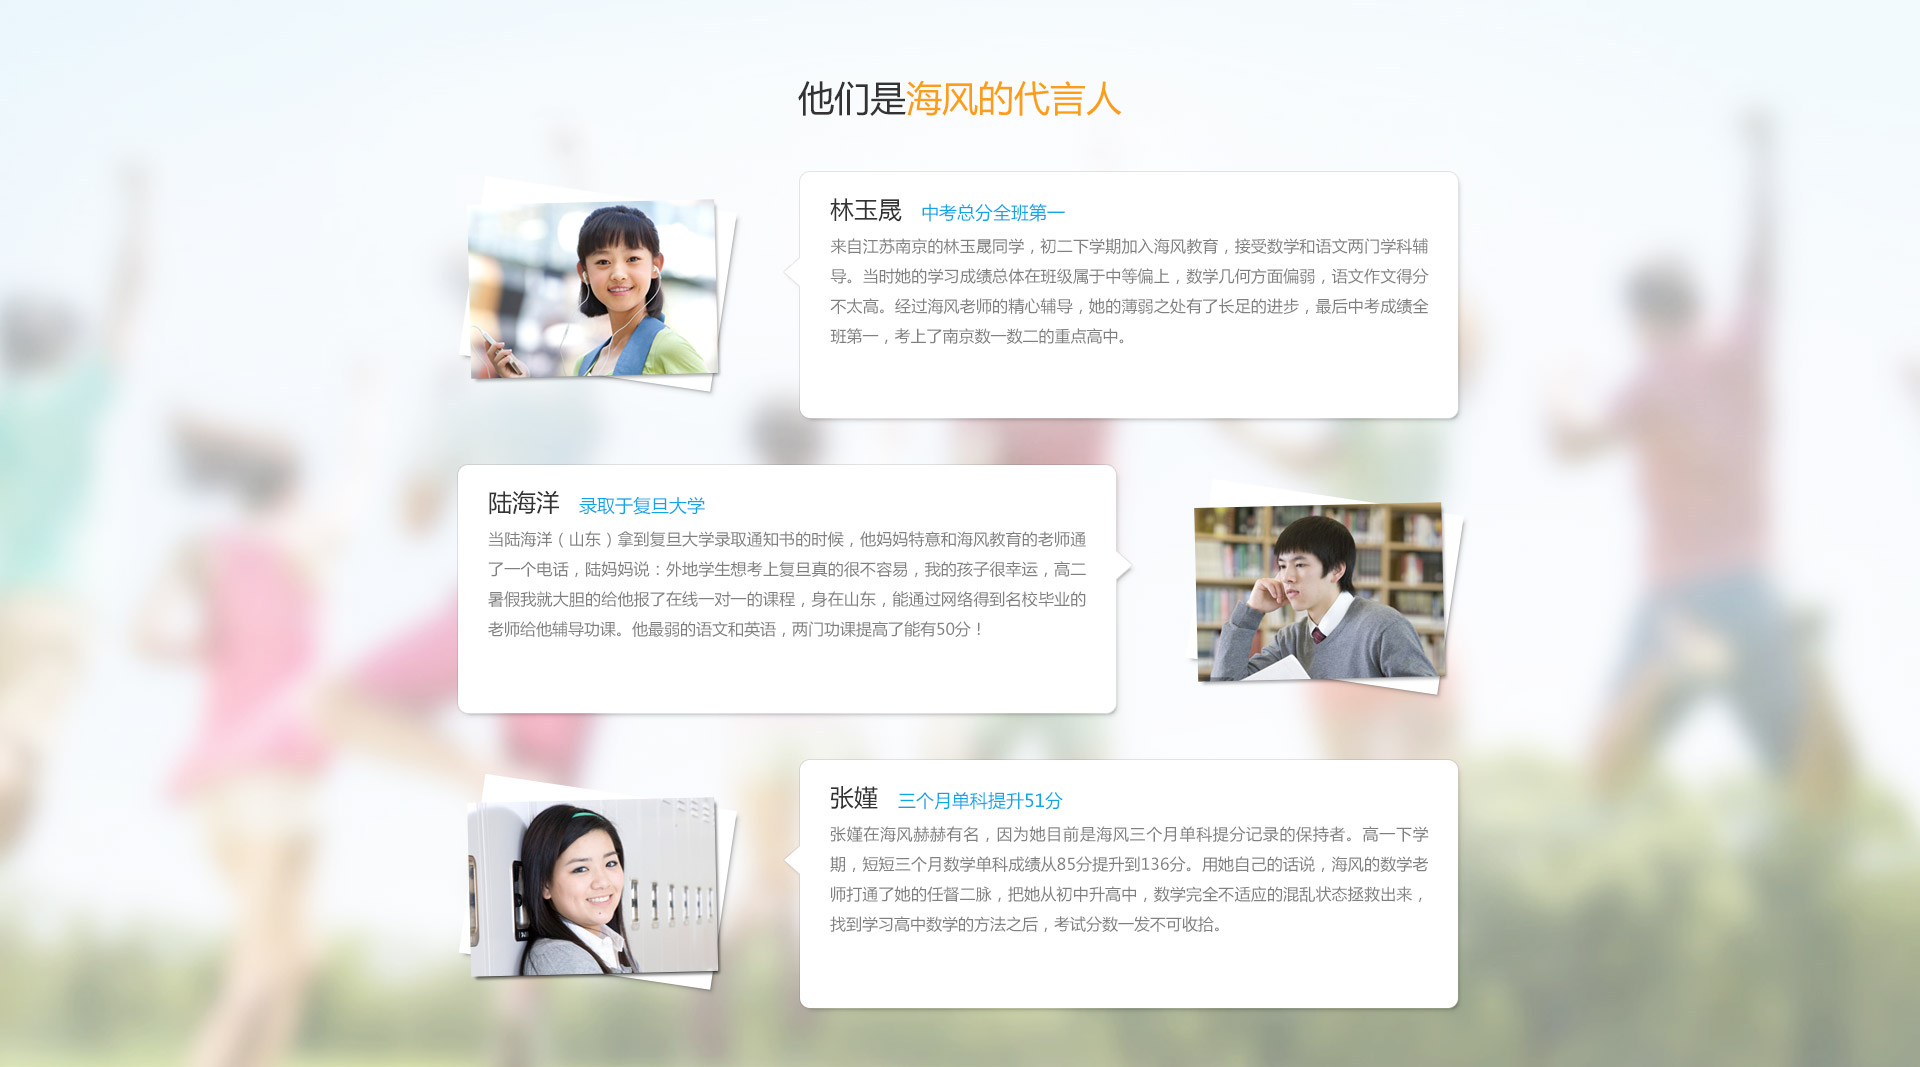 他们是海风的代言人
林玉晟 中考总分全班第一
来自江苏南京的林玉晟同学，初二下学期加入海风教育，接受数学和语文两门学科辅
导。当时她的学习成绩总体在班级属于中等偏上，数学几何方面偏弱，语文作文得分
不太高。经过海风老师的精心辅导，她的薄弱之处有了长足的进步，最后中考成绩全
班第一，考上了南京数一数二的重点高中。
陆海洋 录取于复旦大学
当陆海洋（山东）拿到复旦大学录取通知书的时候，他妈妈特意和海风教育的老师通
了一个电话，陆妈妈说：外地学生想考上复旦真的很不容易，我的孩子很幸运，高二
暑假我就大胆的给他报了在线一对一的课程，身在山东，能通过网络得到名校毕业的
老师给他辅导功课。他最弱的语文和英语，两门功课提高了能有50分！
张嫤 三个月单科提升51分
张嫤在海风赫赫有名，因为她目前是海风三个月单科提分记录的保持者。高一下学
期，短短三个月数学单科成绩从85分提升到136分。用她自己的话说，海风的数学老
师打通了她的任督二脉，把她从初中升高中，数学完全不适应的混乱状态拯救出来，
找到学习高中数学的方法之后，考试分数一发不可收拾。